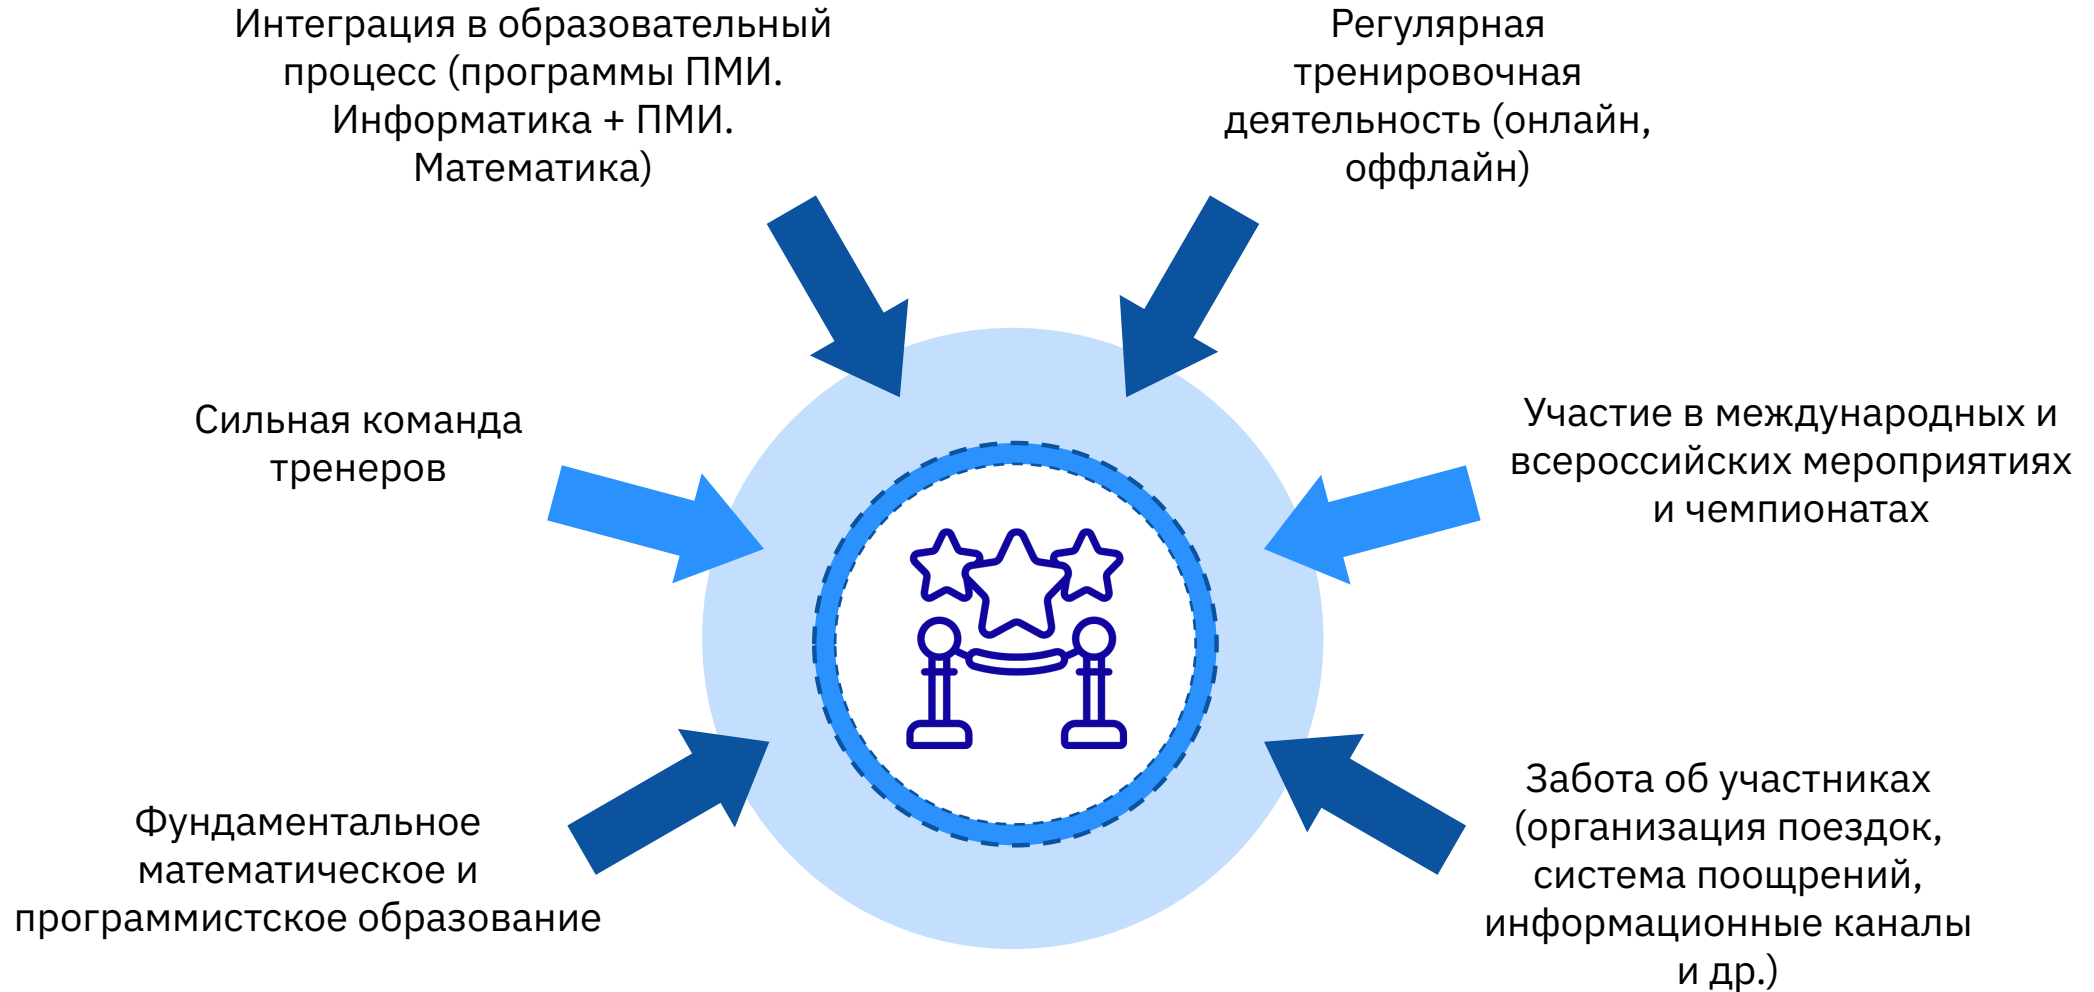 Интеграция в образовательный
процесс (программы ПМИ.
Информатика + ПМИ.
Математика)
Регулярная
тренировочная
деятельность (онлайн,
оффлайн)
Сильная команда
тренеров
Участие в международных и
всероссийских мероприятиях
и чемпионатах
Фундаментальное
математическое и
программистское образование
Забота об участниках
(организация поездок,
система поощрений,
информационные каналы
и др.)